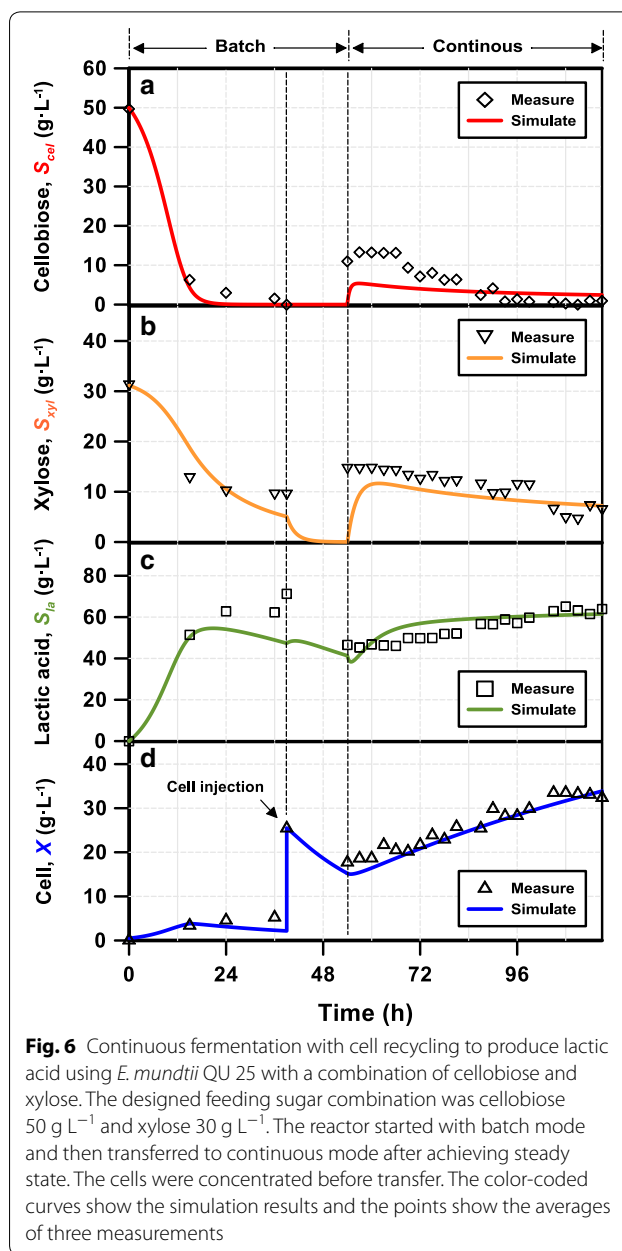 Batch
Continous
60
50
40
30
20
10
0
Cellobiose, S_cel (g·L⁻¹)
a
Measure
Simulate
40
30
20
10
0
Xylose, S_xyl (g·L⁻¹)
b
Measure
Simulate
80
60
40
20
0
Lactic acid, S_la (g·L⁻¹)
c
Measure
Simulate
40
30
20
10
0
Cell, X (g·L⁻¹)
d
Cell injection
Measure
Simulate
0 24 48 72 96
Time (h)
Fig. 6 Continuous fermentation with cell recycling to produce lactic
acid using E. mundtii QU 25 with a combination of cellobiose and
xylose. The designed feeding sugar combination was cellobiose
50 g L⁻¹ and xylose 30 g L⁻¹. The reactor started with batch mode
and then transferred to continuous mode after achieving steady
state. The cells were concentrated before transfer. The color-coded
curves show the simulation results and the points show the averages
of three measurements